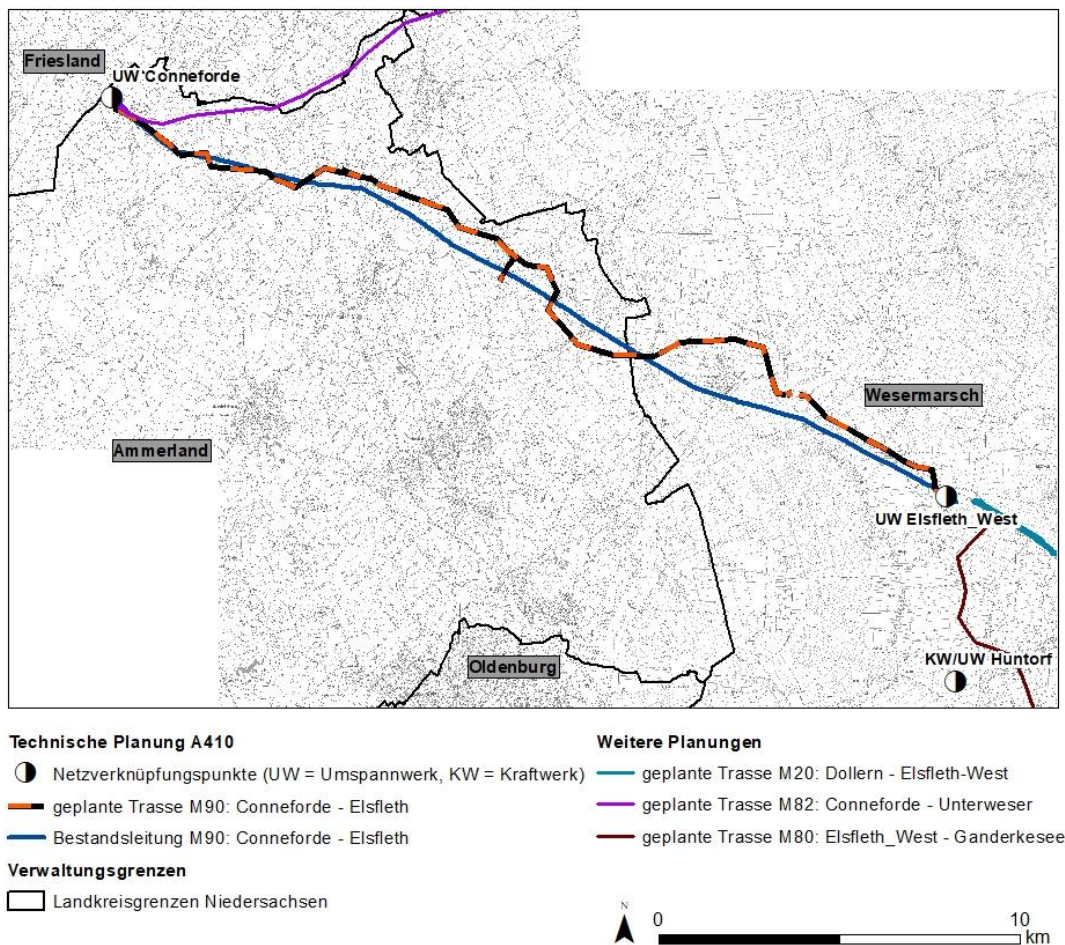 Friesland
UW Conneforde
Wesermarsch
Ammerland
UW Elsfleth_West
KW/UW Huntorf
Oldenburg
Technische Planung A410
Netzverknüpfungspunkte (UW = Umspannwerk, KW = Kraftwerk)
geplante Trasse M90: Conneforde - Elsfleth
Bestandsleitung M90: Conneforde - Elsfleth
Verwaltungsgrenzen
Landkreisgrenzen Niedersachsen
Weitere Planungen
geplante Trasse M20: Dollern - Elsfleth-West
geplante Trasse M82: Conneforde - Unterweser
geplante Trasse M80: Elsfleth_West - Ganderkesee
N
0 10
km